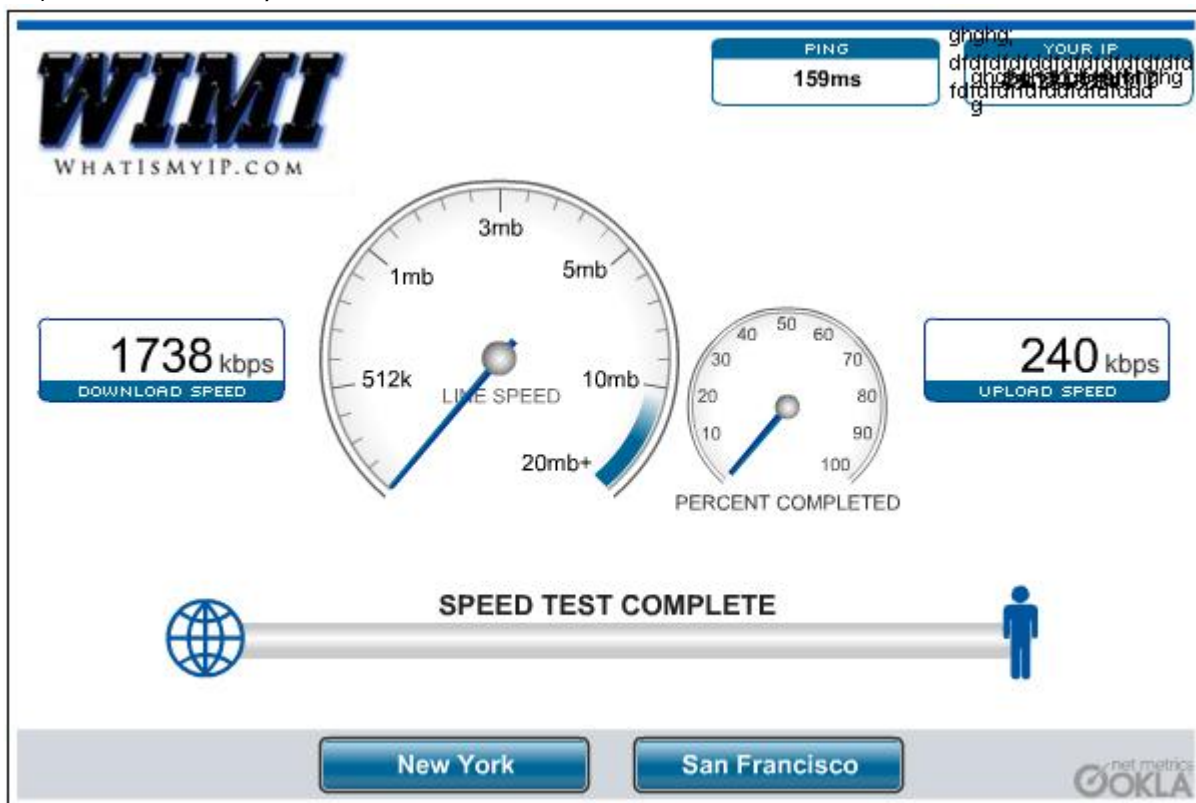 WIMI
WHATISMYIP.COM
PING
159ms
YOUR IP
ghghg;
3mb
1mb
5mb
512k
10mb
20mb+
LINE SPEED
1738 kbps
DOWNLOAD SPEED
50
40
60
30
70
20
80
10
90
100
PERCENT COMPLETED
240 kbps
UPLOAD SPEED
SPEED TEST COMPLETE
New York
San Francisco
net metrics
OOKLA